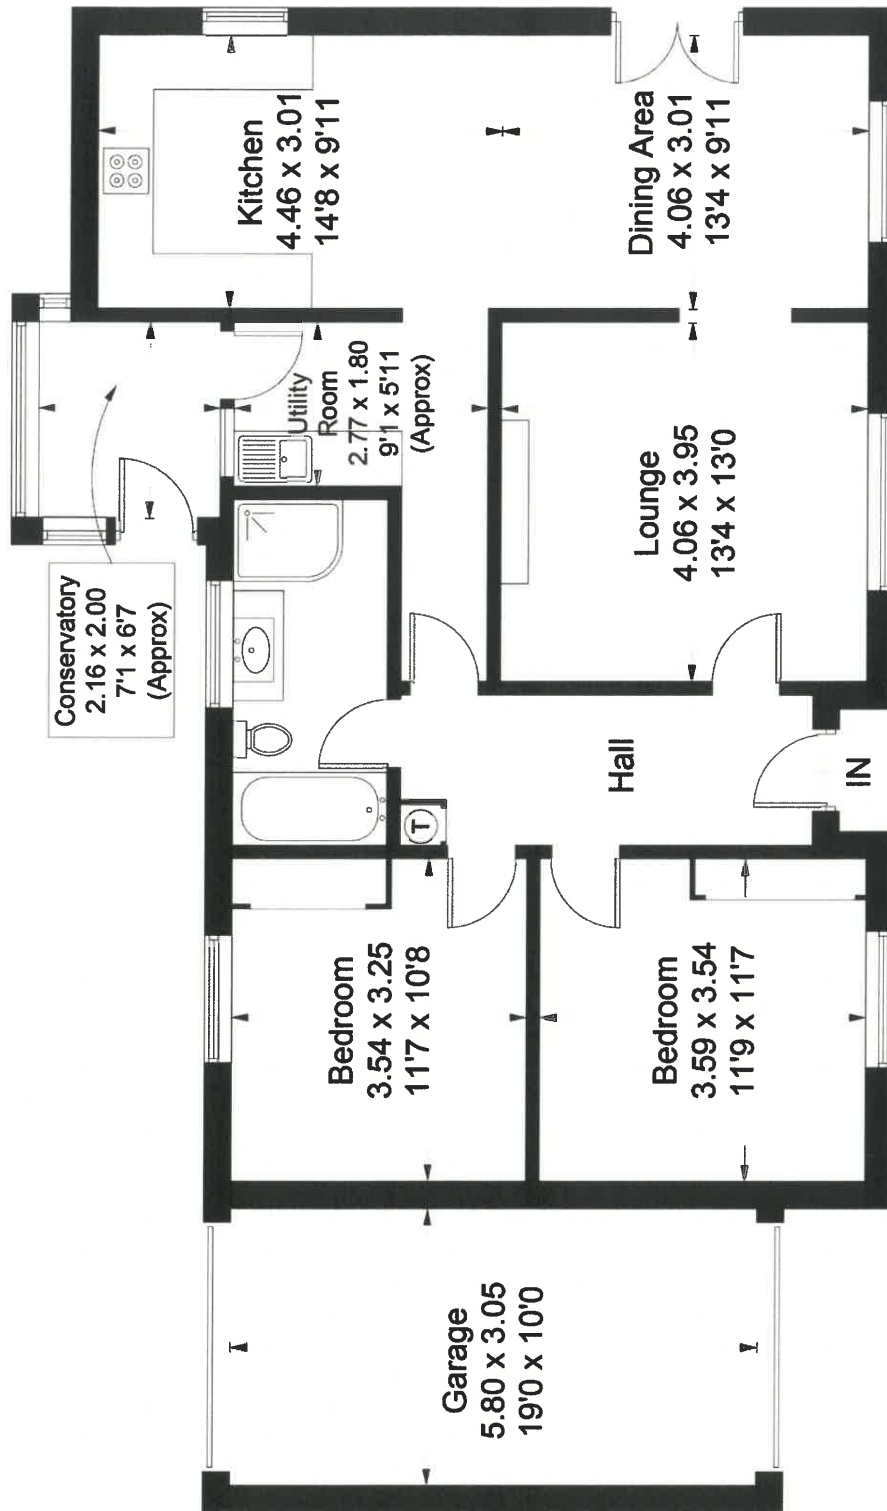 Conservatory
2.16 x 2.00
7'1 x 6'7
(Approx)
Kitchen
4.46 x 3.01
14'8 x 9'11
Utility
Room
2.77 x 1.80
9'1 x 5'11
(Approx)
Dining Area
4.06 x 3.01
13'4 x 9'11
Lounge
4.06 x 3.95
13'4 x 13'0
T
Hall
IN
Bedroom
3.54 x 3.25
11'7 x 10'8
Bedroom
3.59 x 3.54
11'9 x 11'7
Garage
5.80 x 3.05
19'0 x 10'0